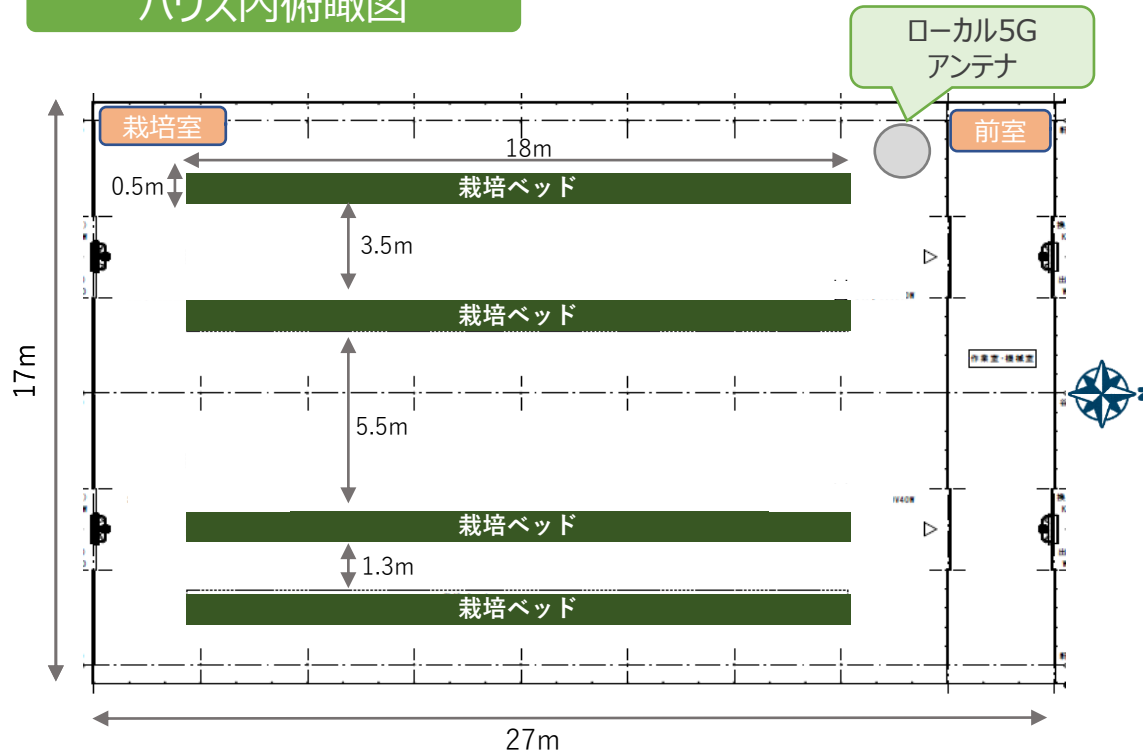 ハウス内俯瞰図
ローカル5G
アンテナ
栽培室
前室
18m
0.5m
栽培ベッド
3.5m
栽培ベッド
作業室・機械室
17m
5.5m
栽培ベッド
1.3m
栽培ベッド
27m